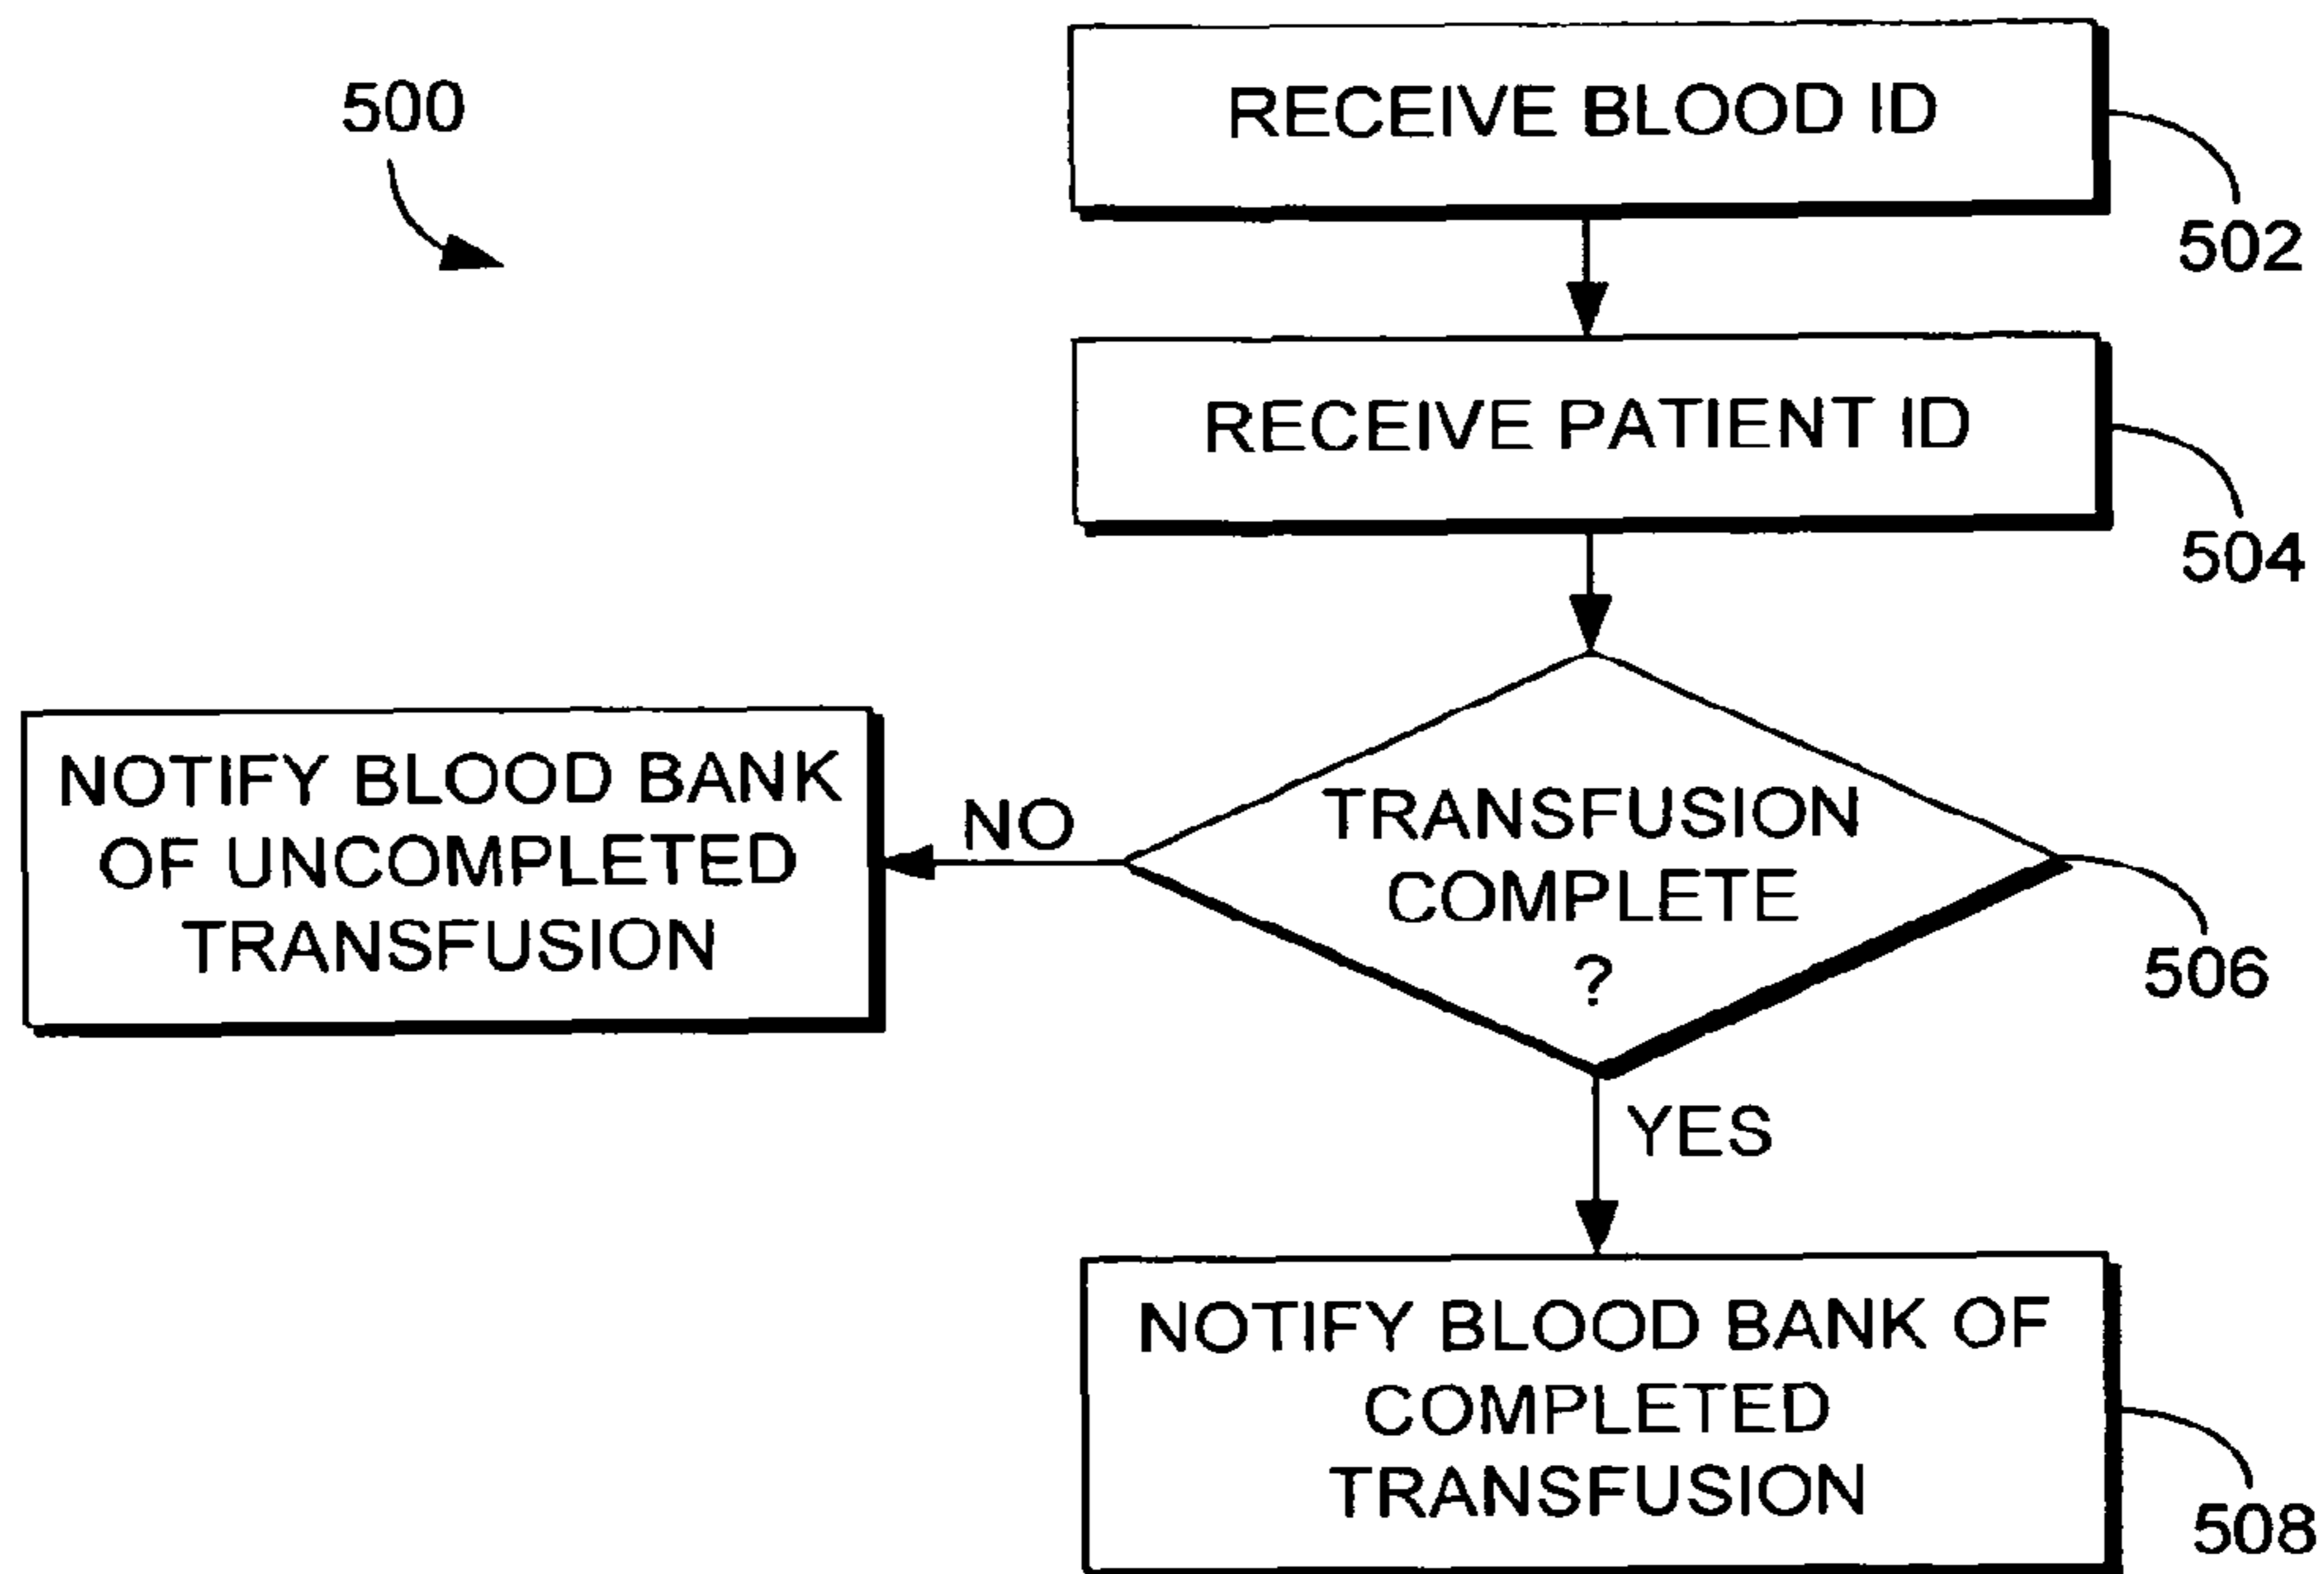 500
RECEIVE BLOOD ID
502
RECEIVE PATIENT ID
504
TRANSFUSION
COMPLETE
?
506
NO
NOTIFY BLOOD BANK
OF UNCOMPLETED
TRANSFUSION
YES
NOTIFY BLOOD BANK OF
COMPLETED
TRANSFUSION
508